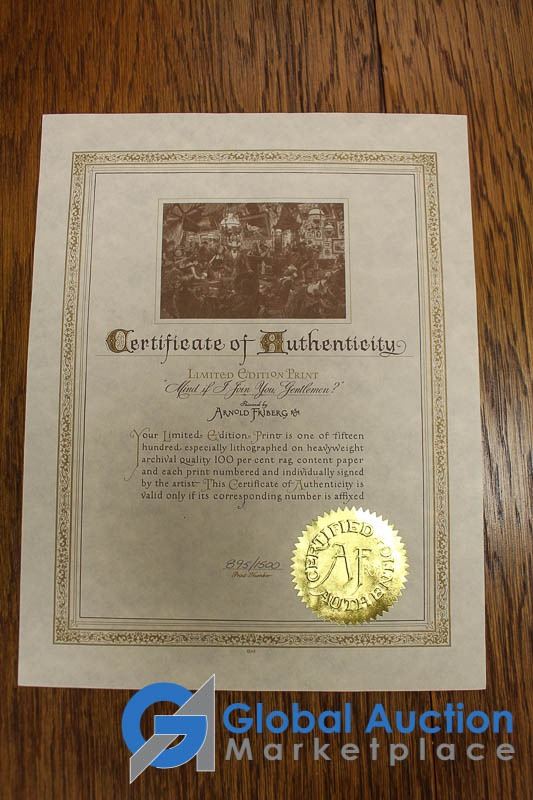 Certificate of Authenticity
Limited Edition Print
"Mind if I Join You, Gentlemen?"
Painted by
Arnold Friberg RSA
Your Limited Edition Print is one of fifteen
hundred, especially lithographed on heavyweight
archival quality 100 per cent rag content paper
and each print numbered and individually signed
by the artist. This Certificate of Authenticity is
valid only if its corresponding number is affixed
895/1500
Print Number
CERTIFIED
AF
AUTHENTIC
Global Auction
Marketplace